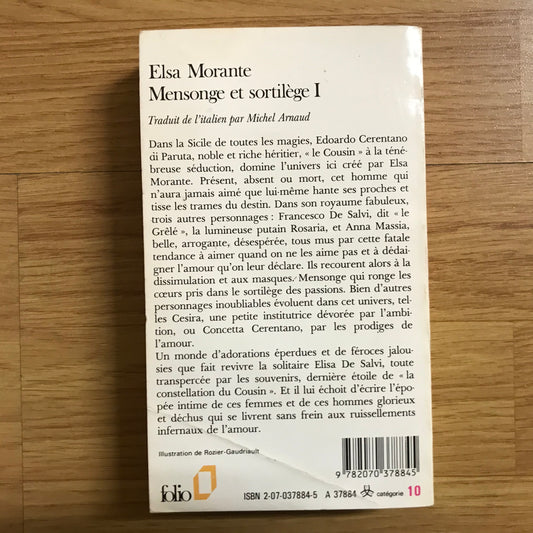 Elsa Morante
Mensonge et sortilège I
Traduit de l'italien par Michel Arnaud
Dans la Sicile de toutes les magies, Edoardo Cerentano
di Paruta, noble et riche héritier, « le Cousin » à la téné-
breuse séduction, domine l'univers ici créé par Elsa
Morante. Présent, absent ou mort, cet homme qui
n'aura jamais aimé que lui-même hante ses proches et
tisse les trames du destin. Dans son royaume fabuleux,
trois autres personnages : Francesco De Salvi, dit « le
Grêlé », la lumineuse putain Rosaria, et Anna Massia,
belle, arrogante, désespérée, tous mus par cette fatale
tendance à aimer quand on ne les aime pas et à dédai-
gner l'amour qu'on leur déclare. Ils recourent alors à la
dissimulation et aux masques. Mensonge qui ronge les
cœurs pris dans le sortilège des passions. Bien d'autres
personnages inoubliables évoluent dans cet univers, tel-
les Cesira, une petite institutrice dévorée par l'ambi-
tion, ou Concetta Cerentano, par les prodiges de
l'amour.
Un monde d'adorations éperdues et de féroces jalou-
sies que fait revivre la solitaire Elisa De Salvi, toute
transpercée par les souvenirs, dernière étoile de « la
constellation du Cousin ». Et il lui échoit d'écrire l'épo-
pée intime de ces femmes et de ces hommes glorieux
et déchus qui se livrent sans frein aux ruissellements
infernaux de l'amour.
Illustration de Rozier-Gaudriault
9 782070 378845
folio
ISBN 2-07-037884-5 A 37884 catégorie 10